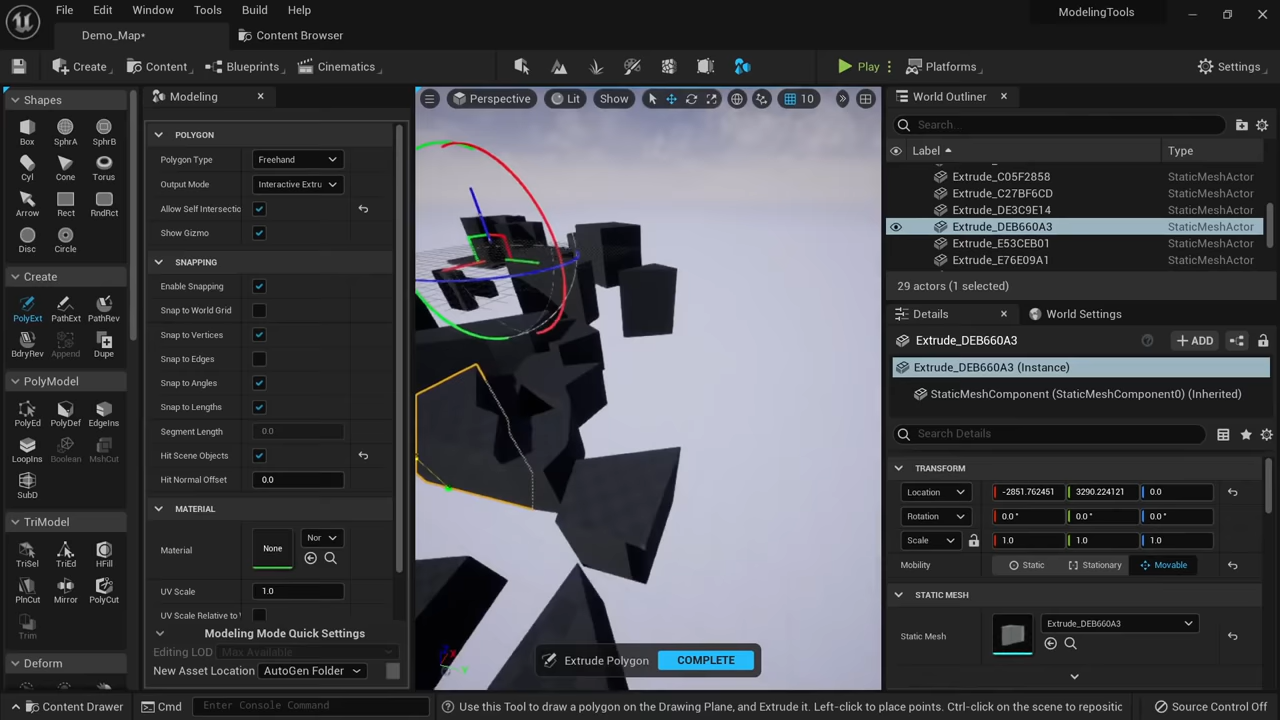 File Edit Window Tools Build Help
ModelingTools
Demo_Map•
Content Browser
Create
Content
Blueprints
Cinematics
Play
Platforms
Settings
Shapes
Box SphrA SphrB
Cyl Cone Torus
Arrow Rect RndRct
Disc Circle
Create
PolyExt PathExt PathRev
BdryRev Append Dupe
PolyModel
PolyEd PolyDef EdgeIns
LoopIns Boolean MshCut
SubD
TriModel
TriSel TriEd HFill
PlnCut Mirror PolyCut
Trim
Deform
Modeling
POLYGON
Polygon Type Freehand
Output Mode Interactive Extru
Allow Self Intersectio
Show Gizmo
SNAPPING
Enable Snapping
Snap to World Grid
Snap to Vertices
Snap to Edges
Snap to Angles
Snap to Lengths
Segment Length 0.0
Hit Scene Objects
Hit Normal Offset 0.0
MATERIAL
Material None Nor
UV Scale 1.0
UV Scale Relative to
Modeling Mode Quick Settings
Editing LOD Max Available
New Asset Location AutoGen Folder
Perspective Lit Show 10
Extrude Polygon COMPLETE
World Outliner
Search...
Label Type
Extrude_C05F2858 StaticMeshActor
Extrude_C27BF6CD StaticMeshActor
Extrude_DE3C9E14 StaticMeshActor
Extrude_DEB660A3 StaticMeshActor
Extrude_E53CEB01 StaticMeshActor
Extrude_E76E09A1 StaticMeshActor
29 actors (1 selected)
Details
World Settings
Extrude_DEB660A3 ADD
Extrude_DEB660A3 (Instance)
StaticMeshComponent (StaticMeshComponent0) (Inherited)
Search Details
TRANSFORM
Location -2851.762451 3290.224121 0.0
Rotation 0.0 ° 0.0 ° 0.0 °
Scale 1.0 1.0 1.0
Mobility Static Stationary Movable
STATIC MESH
Static Mesh Extrude_DEB660A3
Content Drawer
Cmd
Enter Console Command
Use this Tool to draw a polygon on the Drawing Plane, and Extrude it. Left-click to place points. Ctrl-click on the scene to repositic
Source Control Off